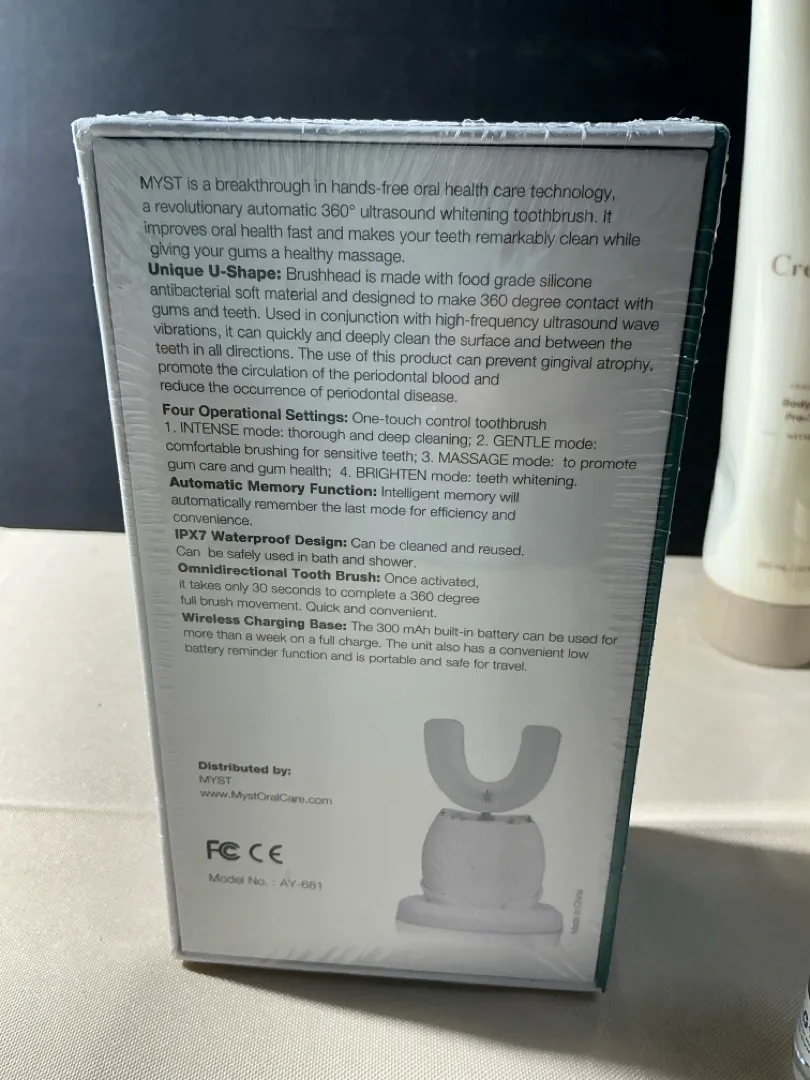 MYST is a breakthrough in hands-free oral health care technology,
a revolutionary automatic 360° ultrasound whitening toothbrush. It
improves oral health fast and makes your teeth remarkably clean while
giving your gums a healthy massage.
Unique U-Shape: Brushhead is made with food grade silicone
antibacterial soft material and designed to make 360 degree contact with
gums and teeth. Used in conjunction with high-frequency ultrasound wave
vibrations, it can quickly and deeply clean the surface and between the
teeth in all directions. The use of this product can prevent gingival atrophy,
promote the circulation of the periodontal blood and
reduce the occurrence of periodontal disease.
Four Operational Settings: One-touch control toothbrush
1. INTENSE mode: thorough and deep cleaning; 2. GENTLE mode:
comfortable brushing for sensitive teeth; 3. MASSAGE mode: to promote
gum care and gum health; 4. BRIGHTEN mode: teeth whitening.
Automatic Memory Function: Intelligent memory will
automatically remember the last mode for efficiency and
convenience.
IPX7 Waterproof Design: Can be cleaned and reused.
Can be safely used in bath and shower.
Omnidirectional Tooth Brush: Once activated,
it takes only 30 seconds to complete a 360 degree
full brush movement. Quick and convenient.
Wireless Charging Base: The 300 mAh built-in battery can be used for
more than a week on a full charge. The unit also has a convenient low
battery reminder function and is portable and safe for travel.
Distributed by:
MYST
www.MystOralCare.com
FC CE
Model No. : AY-681
Made in China
Cre
Body